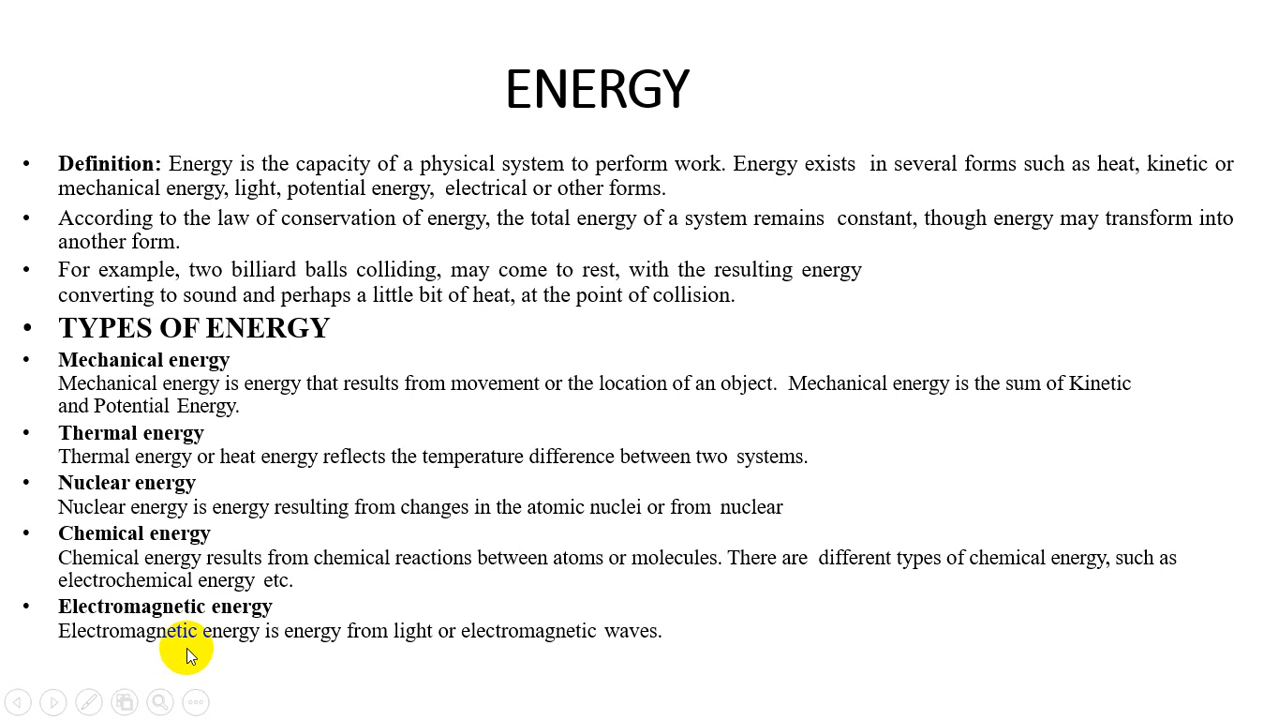 ENERGY
• Definition: Energy is the capacity of a physical system to perform work. Energy exists in several forms such as heat, kinetic or
mechanical energy, light, potential energy, electrical or other forms.
• According to the law of conservation of energy, the total energy of a system remains constant, though energy may transform into
another form.
• For example, two billiard balls colliding, may come to rest, with the resulting energy
converting to sound and perhaps a little bit of heat, at the point of collision.
• TYPES OF ENERGY
• Mechanical energy
Mechanical energy is energy that results from movement or the location of an object. Mechanical energy is the sum of Kinetic
and Potential Energy.
• Thermal energy
Thermal energy or heat energy reflects the temperature difference between two systems.
• Nuclear energy
Nuclear energy is energy resulting from changes in the atomic nuclei or from nuclear
• Chemical energy
Chemical energy results from chemical reactions between atoms or molecules. There are different types of chemical energy, such as
electrochemical energy etc.
• Electromagnetic energy
Electromagnetic energy is energy from light or electromagnetic waves.